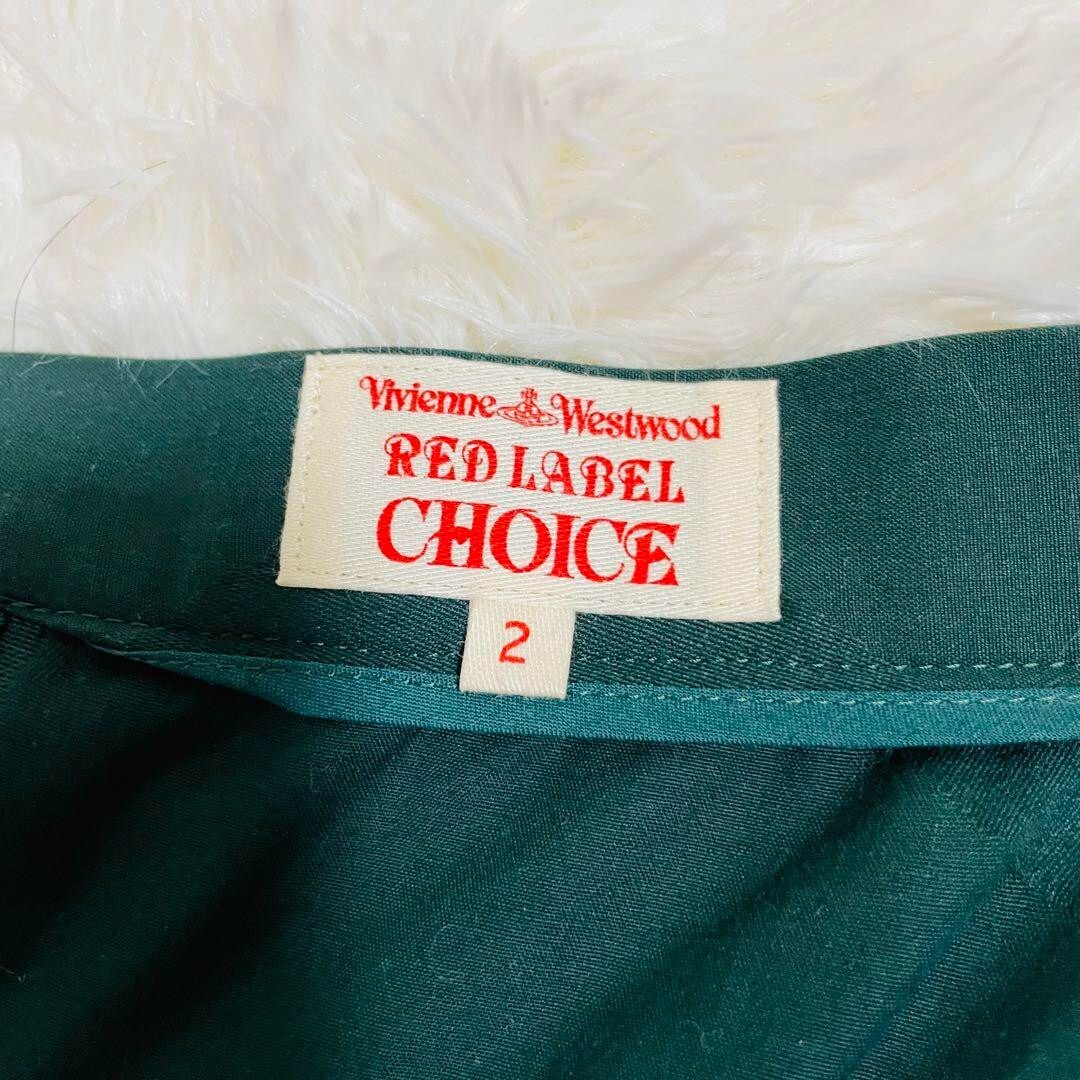 Vivienne Westwood
RED LABEL
CHOICE
2